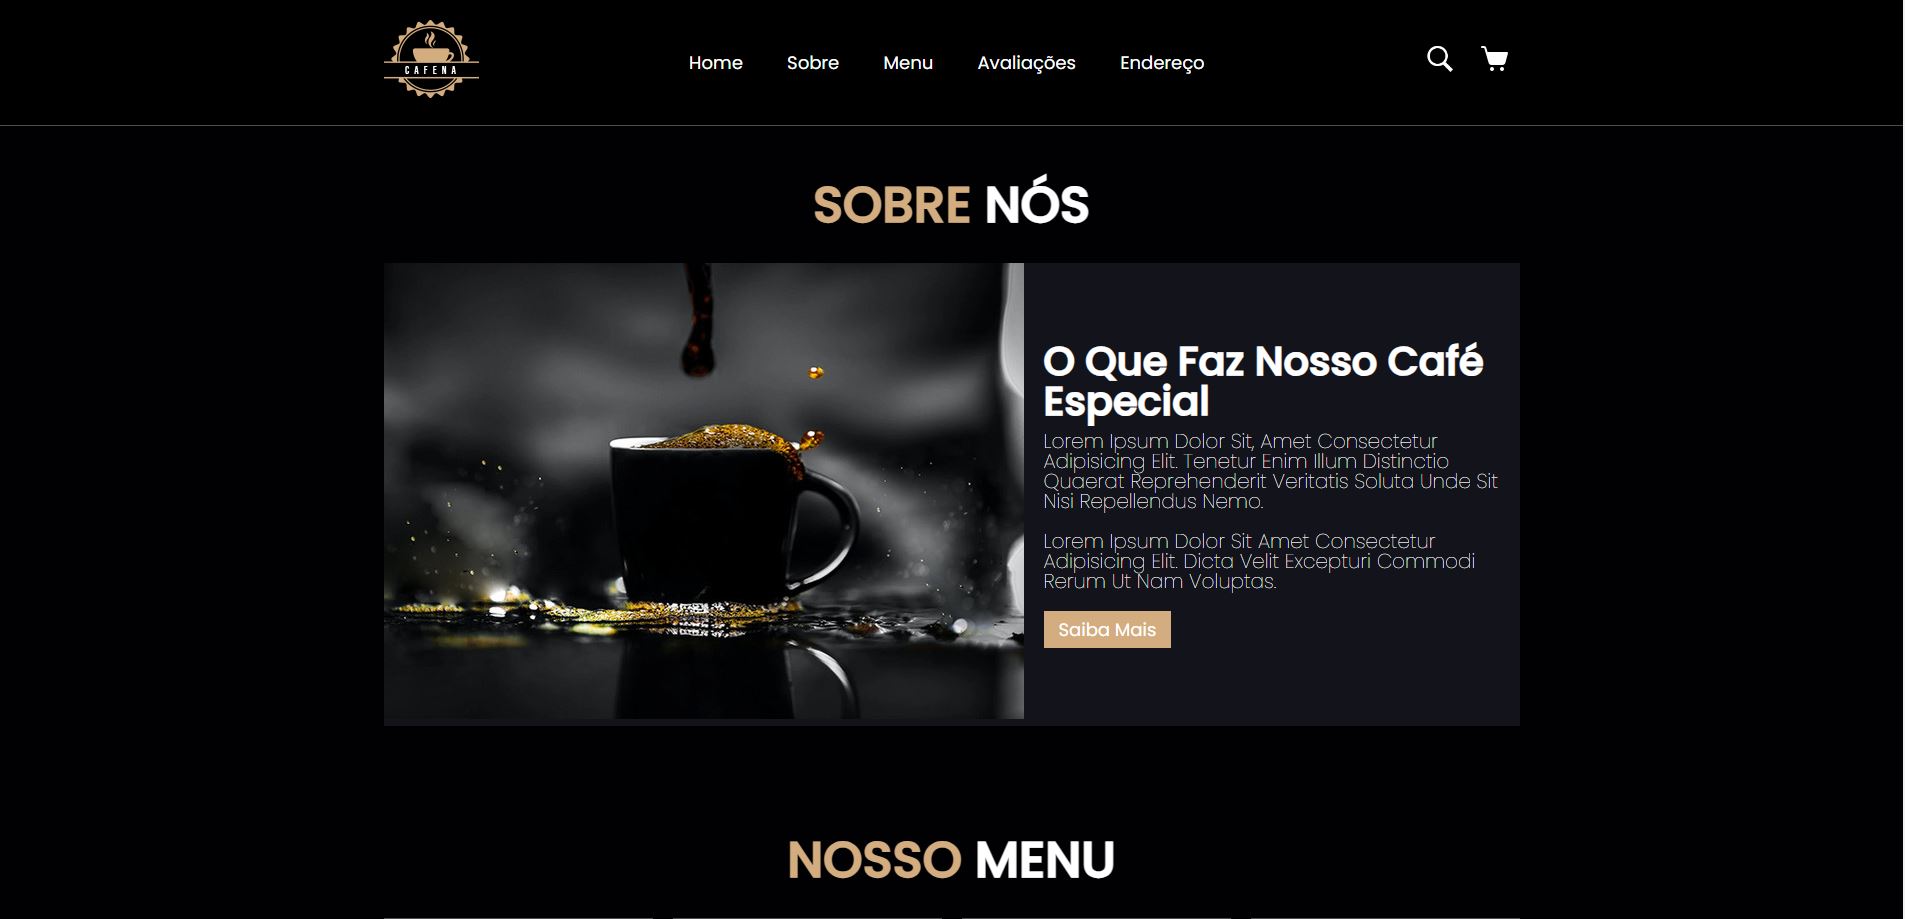 CAFENA
Home Sobre Menu Avaliações Endereço
SOBRE NÓS
O Que Faz Nosso Café
Especial
Lorem Ipsum Dolor Sit, Amet Consectetur
Adipisicing Elit. Tenetur Enim Illum Distinctio
Quaerat Reprehenderit Veritatis Soluta Unde Sit
Nisi Repellendus Nemo.
Lorem Ipsum Dolor Sit Amet Consectetur
Adipisicing Elit. Dicta Velit Excepturi Commodi
Rerum Ut Nam Voluptas.
Saiba Mais
NOSSO MENU